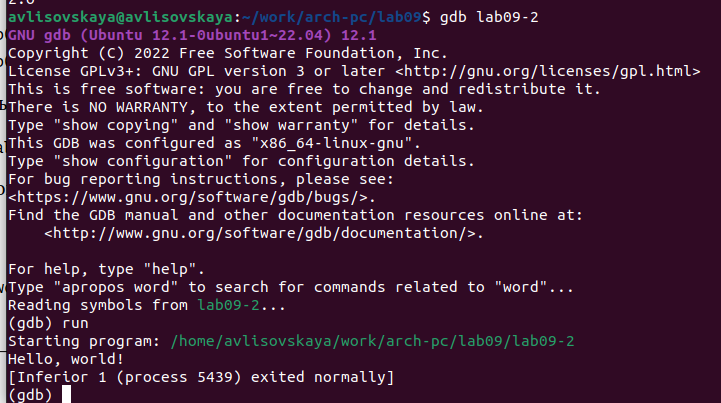 avlisovskaya@avlisovskaya:~/work/arch-pc/lab09$ gdb lab09-2
GNU gdb (Ubuntu 12.1-0ubuntu1~22.04) 12.1
Copyright (C) 2022 Free Software Foundation, Inc.
License GPLv3+: GNU GPL version 3 or later <http://gnu.org/licenses/gpl.html>
This is free software: you are free to change and redistribute it.
There is NO WARRANTY, to the extent permitted by law.
Type "show copying" and "show warranty" for details.
This GDB was configured as "x86_64-linux-gnu".
Type "show configuration" for configuration details.
For bug reporting instructions, please see:
<https://www.gnu.org/software/gdb/bugs/>.
Find the GDB manual and other documentation resources online at:
    <http://www.gnu.org/software/gdb/documentation/>.

For help, type "help".
Type "apropos word" to search for commands related to "word"...
Reading symbols from lab09-2...
(gdb) run
Starting program: /home/avlisovskaya/work/arch-pc/lab09/lab09-2
Hello, world!
[Inferior 1 (process 5439) exited normally]
(gdb)